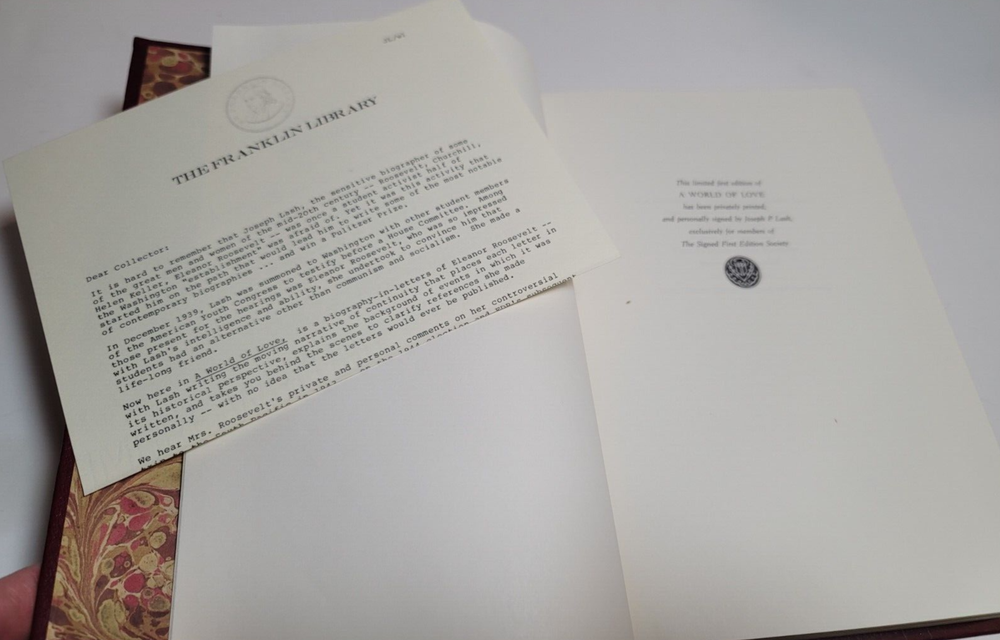 THE FRANKLIN LIBRARY
Dear Collector:
It is hard to remember that Joseph Lash, the sensitive biographer of some
of the great men and women of the mid-20th century -- Roosevelt, Churchill,
Helen Keller, Eleanor Roosevelt -- was once a student activist half of
the Washington "establishment" was afraid of. Yet it was this activity that
started him on the path that would lead him to write some of the most notable
of contemporary biographies ... and win a Pulitzer Prize.
In December 1939, Lash was summoned to Washington with other student members
of the American Youth Congress to testify before a House Committee. Among
those present for the hearings was Eleanor Roosevelt, who was so impressed
with Lash's intelligence and ability, she undertook to convince him that
students had an alternative other than communism and socialism. She made a
life-long friend.
Now here in A World of Love, is a biography-in-letters of Eleanor Roosevelt --
with Lash writing the moving narrative of continuity that places each letter in
its historical perspective, explains the background of events in which it was
written, and takes you behind the scenes to clarify references she made
personally -- with no idea that the letters would ever be published.
We hear Mrs. Roosevelt's private and personal comments on her controversial
This limited first edition of
A WORLD OF LOVE
has been privately printed,
and personally signed by Joseph P. Lash,
exclusively for members of
The Signed First Edition Society